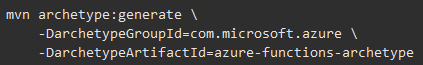 mvn archetype:generate \
    -DarchetypeGroupId=com.microsoft.azure \
    -DarchetypeArtifactId=azure-functions-archetype